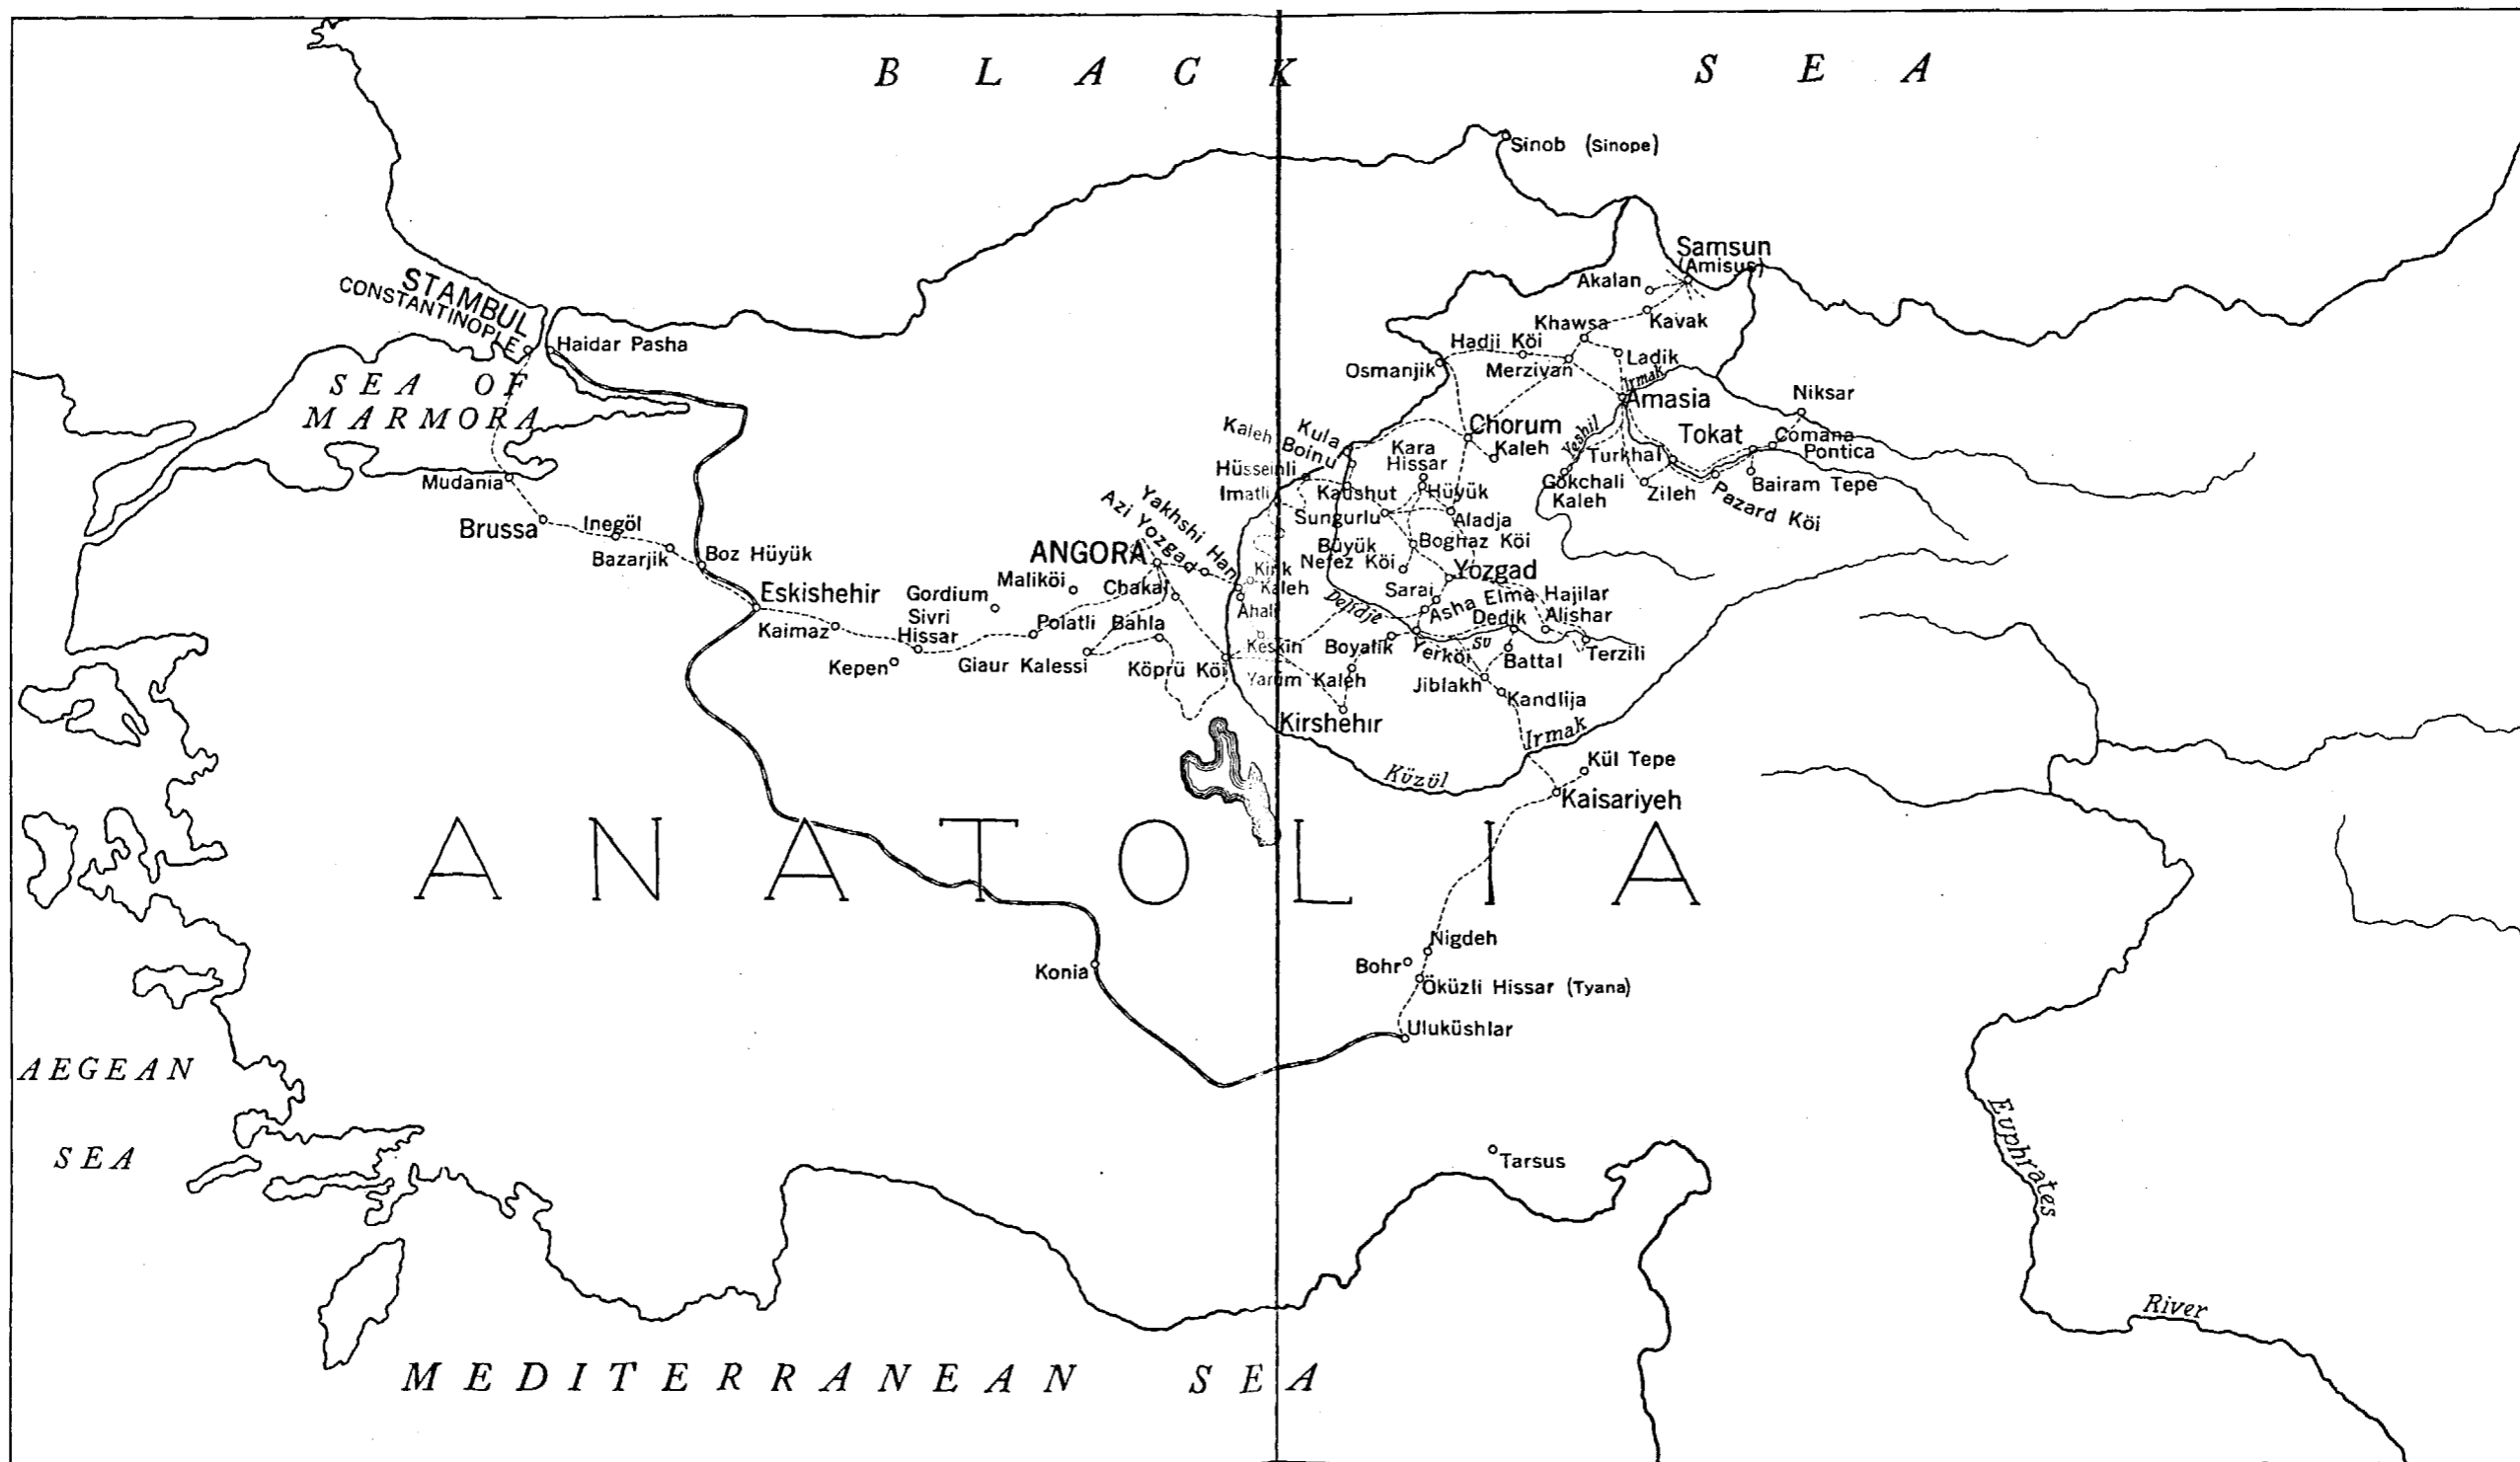 BLACK SEA
Sinob (Sinope)
Samsun
(Amisus)
Akalan
Kavak
Khawsa
STAMBUL
CONSTANTINOPLE
Haidar Pasha
Hadji Köi
Ladik
Osmanjik
Merzivan
Irmak
SEA OF
MARMORA
Amasia
Niksar
Kaleh
Boinu
Kula
Chorum
Kaleh
Yeshil
Tokat
Comana
Pontica
Kara
Hissar
Turkhal
Hüsseinli
Mudania
Imatli
Kaushut
Hüyük
Gökchali
Kaleh
Zileh
Bairam Tepe
Pazard Köi
Sungurlu
Aladja
Brussa
Inegöl
Bazarjik
Boz Hüyük
Yakhshi Han
Azi Yozgad
ANGORA
Büyük
Nefez Köi
Boghaz Köi
Yozgad
Eskishehir
Gordium
Maliköi
Chakal
Kirik
Kaleh
Ahali
Delidje
Su
Sarai
Asha Elma
Hajilar
Kaimaz
Sivri
Hissar
Polatli
Bahla
Dedik
Alishar
Kepen
Giaur Kalessi
Köprü Köi
Keskin
Boyalik
Yerköi
Battal
Terzili
Yarum Kaleh
Jiblakh
Kandlija
Kirshehir
Küzül
Irmak
Kül Tepe
Kaisariyeh
ANATOLIA
Konia
Nigdeh
Bohr
Öküzli Hissar (Tyana)
Uluküshlar
AEGEAN
SEA
Tarsus
Euphrates
River
MEDITERRANEAN SEA